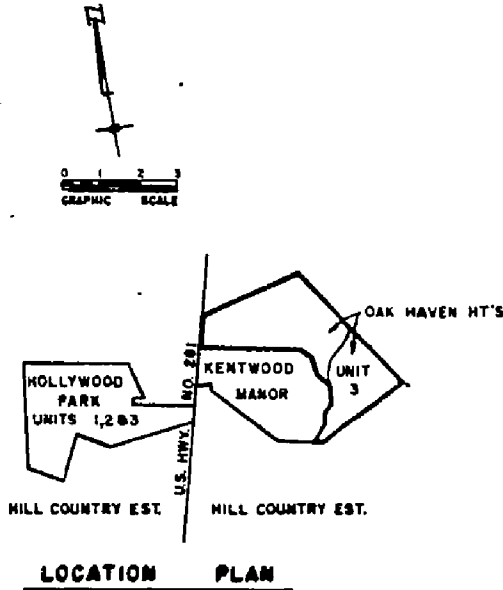 0 1 2 3
GRAPHIC SCALE
OAK HAVEN HT'S
KENTWOOD
MANOR
UNIT
3
HOLLYWOOD
PARK
UNITS 1,2&3
U.S. HWY. NO. 281
HILL COUNTRY EST.
HILL COUNTRY EST.
LOCATION PLAN